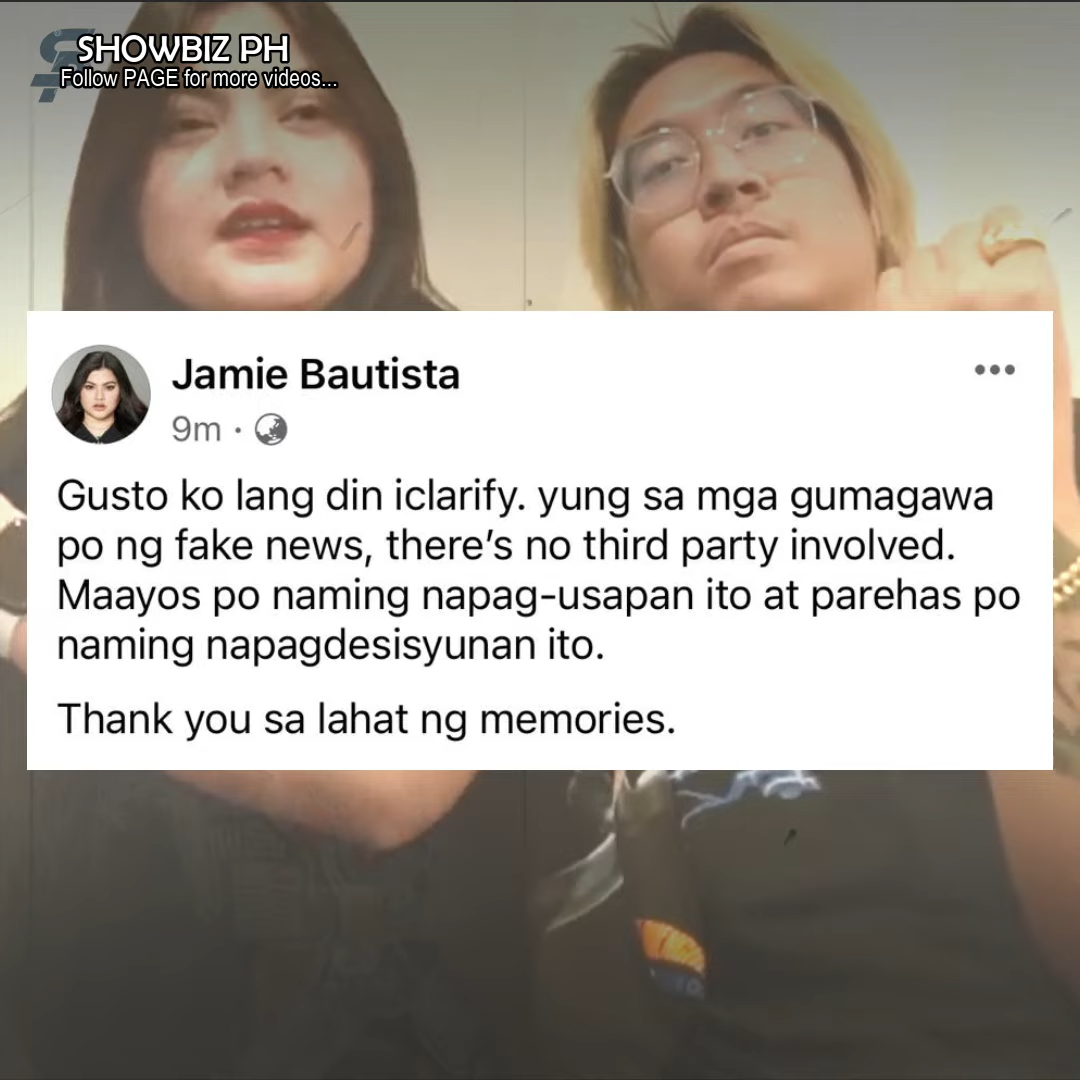 SHOWBIZ PH
Follow PAGE for more videos...
Jamie Bautista
9m ·
Gusto ko lang din iclarify. yung sa mga gumagawa
po ng fake news, there's no third party involved.
Maayos po naming napag-usapan ito at parehas po
naming napagdesisyunan ito.
Thank you sa lahat ng memories.